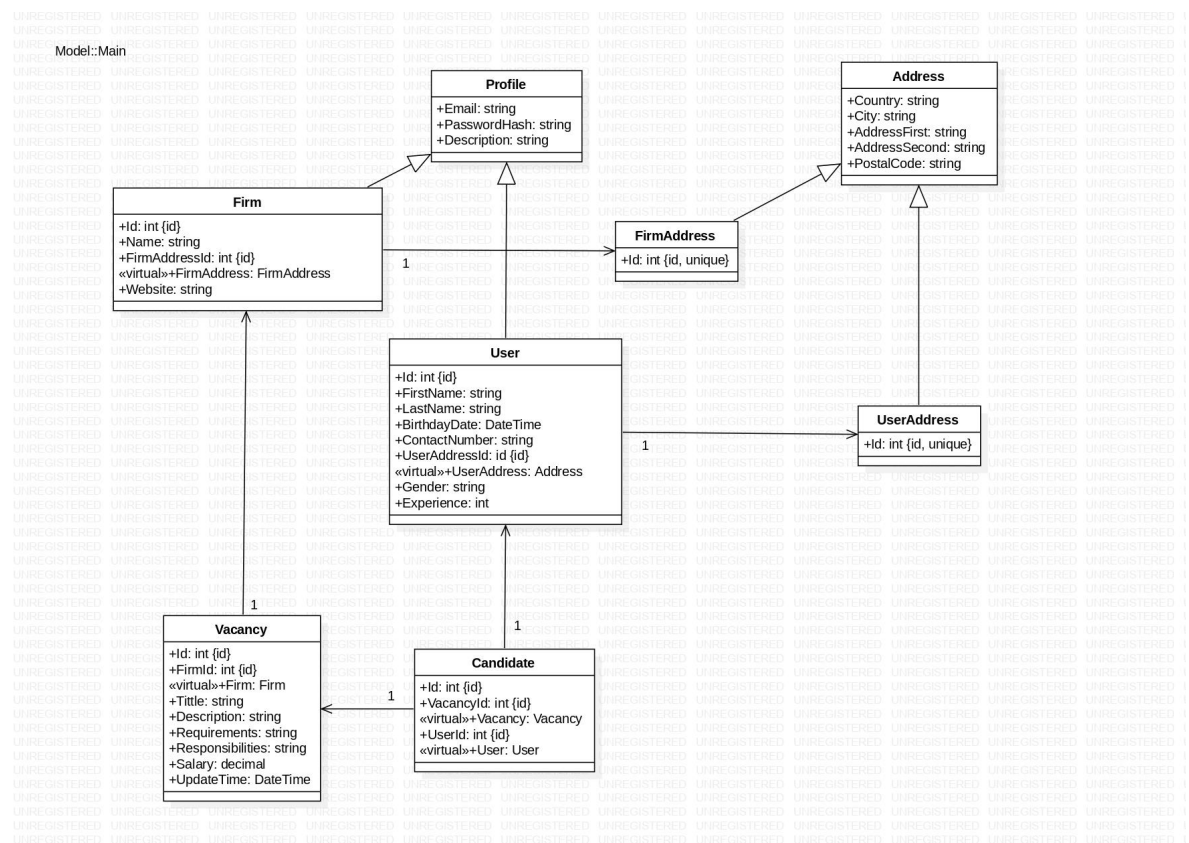 Model::Main
Profile
+Email: string
+PasswordHash: string
+Description: string
Address
+Country: string
+City: string
+AddressFirst: string
+AddressSecond: string
+PostalCode: string
Firm
+Id: int {id}
+Name: string
+FirmAddressId: int {id}
«virtual»+FirmAddress: FirmAddress
+Website: string
1
FirmAddress
+Id: int {id, unique}
User
+Id: int {id}
+FirstName: string
+LastName: string
+BirthdayDate: DateTime
+ContactNumber: string
+UserAddressId: id {id}
«virtual»+UserAddress: Address
+Gender: string
+Experience: int
1
UserAddress
+Id: int {id, unique}
1
Vacancy
+Id: int {id}
+FirmId: int {id}
«virtual»+Firm: Firm
+Tittle: string
+Description: string
+Requirements: string
+Responsibilities: string
+Salary: decimal
+UpdateTime: DateTime
1
1
Candidate
+Id: int {id}
+VacancyId: int {id}
«virtual»+Vacancy: Vacancy
+UserId: int {id}
«virtual»+User: User
UNREGISTERED